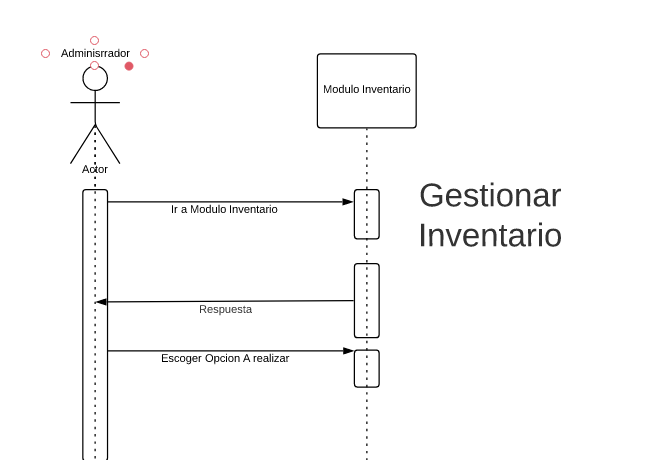 Adminisrrador
Modulo Inventario
Actor
Gestionar
Inventario
Ir a Modulo Inventario
Respuesta
Escoger Opcion A realizar